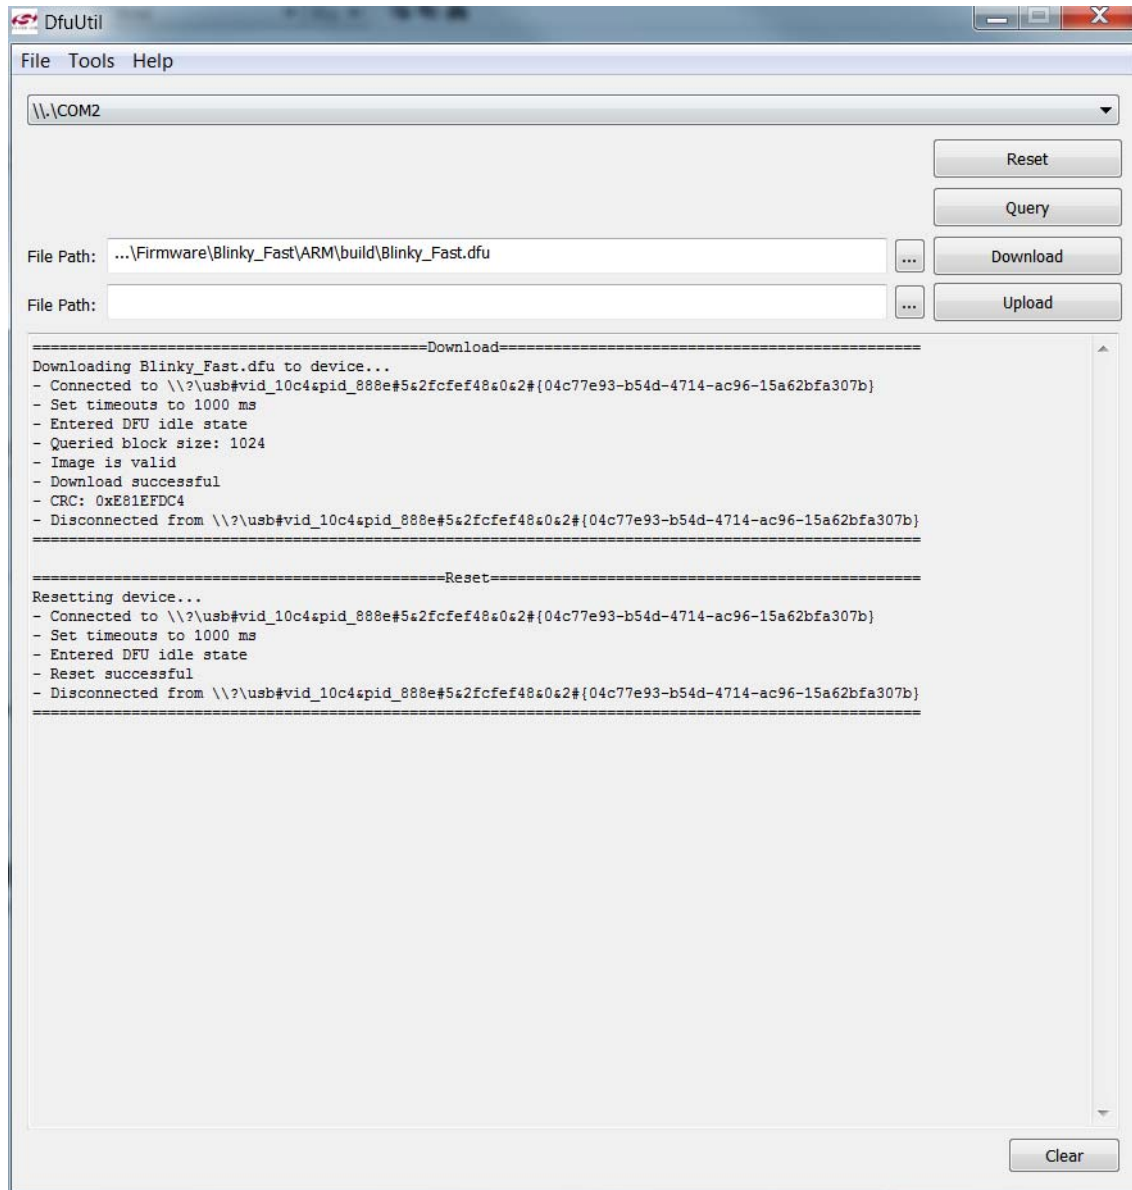 DfuUtil
File Tools Help
\\.\COM2
Reset
Query
File Path: ...\Firmware\Blinky_Fast\ARM\build\Blinky_Fast.dfu ... Download
File Path: ... Upload
============================================Download===============================================
Downloading Blinky_Fast.dfu to device...
- Connected to \\?\usb#vid_10c4&pid_888e#5&2fcfef48&0&2#{04c77e93-b54d-4714-ac96-15a62bfa307b}
- Set timeouts to 1000 ms
- Entered DFU idle state
- Queried block size: 1024
- Image is valid
- Download successful
- CRC: 0xE81EFDC4
- Disconnected from \\?\usb#vid_10c4&pid_888e#5&2fcfef48&0&2#{04c77e93-b54d-4714-ac96-15a62bfa307b}
===================================================================================================
==============================================Reset================================================
Resetting device...
- Connected to \\?\usb#vid_10c4&pid_888e#5&2fcfef48&0&2#{04c77e93-b54d-4714-ac96-15a62bfa307b}
- Set timeouts to 1000 ms
- Entered DFU idle state
- Reset successful
- Disconnected from \\?\usb#vid_10c4&pid_888e#5&2fcfef48&0&2#{04c77e93-b54d-4714-ac96-15a62bfa307b}
===================================================================================================
Clear